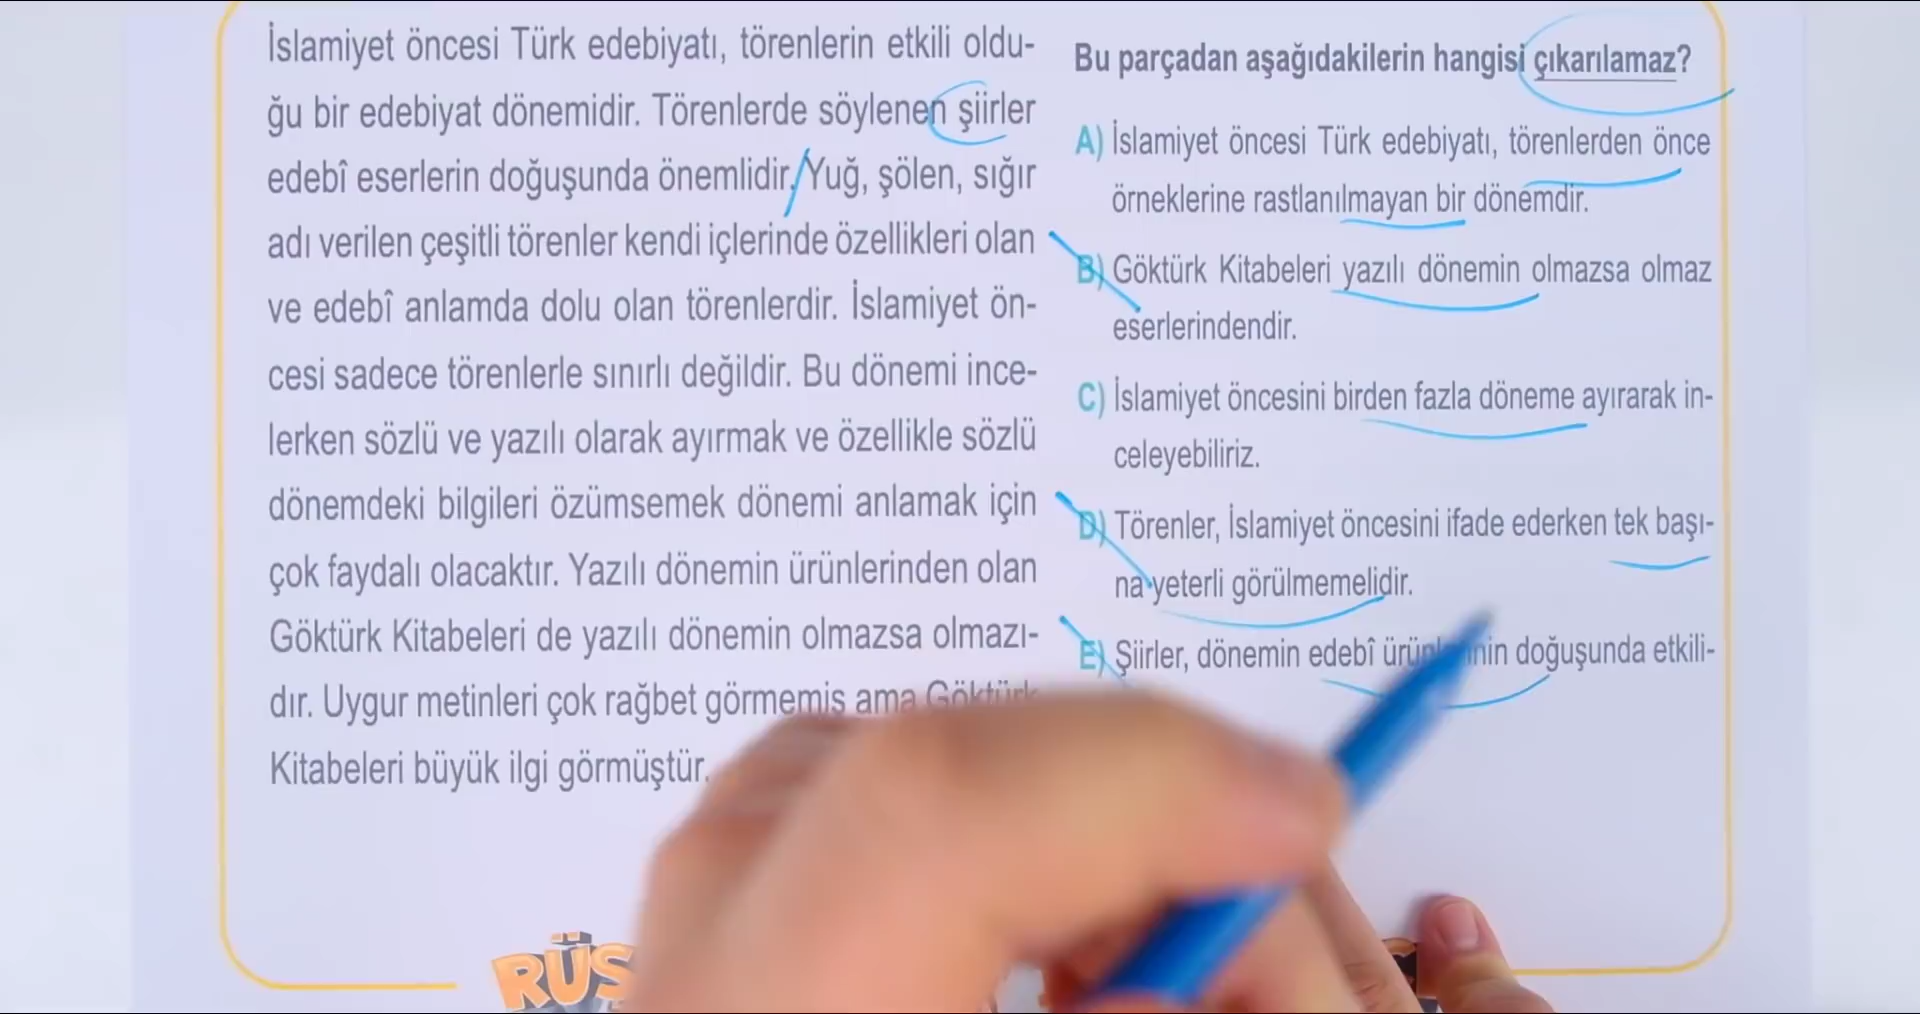 İslamiyet öncesi Türk edebiyatı, törenlerin etkili oldu-
ğu bir edebiyat dönemidir. Törenlerde söylenen şiirler
edebî eserlerin doğuşunda önemlidir. Yuğ, şölen, sığır
adı verilen çeşitli törenler kendi içlerinde özellikleri olan
ve edebî anlamda dolu olan törenlerdir. İslamiyet ön-
cesi sadece törenlerle sınırlı değildir. Bu dönemi ince-
lerken sözlü ve yazılı olarak ayırmak ve özellikle sözlü
dönemdeki bilgileri özümsemek dönemi anlamak için
çok faydalı olacaktır. Yazılı dönemin ürünlerinden olan
Göktürk Kitabeleri de yazılı dönemin olmazsa olmazı-
dır. Uygur metinleri çok rağbet görmemiş ama Göktürk
Kitabeleri büyük ilgi görmüştür.
Bu parçadan aşağıdakilerin hangisi çıkarılamaz?
A) İslamiyet öncesi Türk edebiyatı, törenlerden önce
örneklerine rastlanılmayan bir dönemdir.
B) Göktürk Kitabeleri yazılı dönemin olmazsa olmaz
eserlerindendir.
C) İslamiyet öncesini birden fazla döneme ayırarak in-
celeyebiliriz.
D) Törenler, İslamiyet öncesini ifade ederken tek başı-
na yeterli görülmemelidir.
E) Şiirler, dönemin edebî ürünlerinin doğuşunda etkili-
RÜS